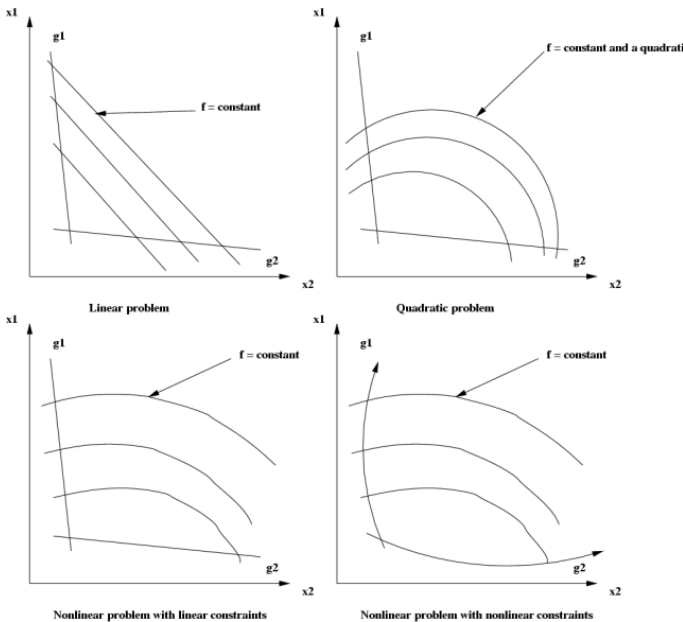 x1
g1
f = constant
g2
x2
Linear problem
x1
g1
f = constant and a quadrati
g2
x2
Quadratic problem
x1
g1
f = constant
g2
x2
Nonlinear problem with linear constraints
x1
g1
f = constant
g2
x2
Nonlinear problem with nonlinear constraints